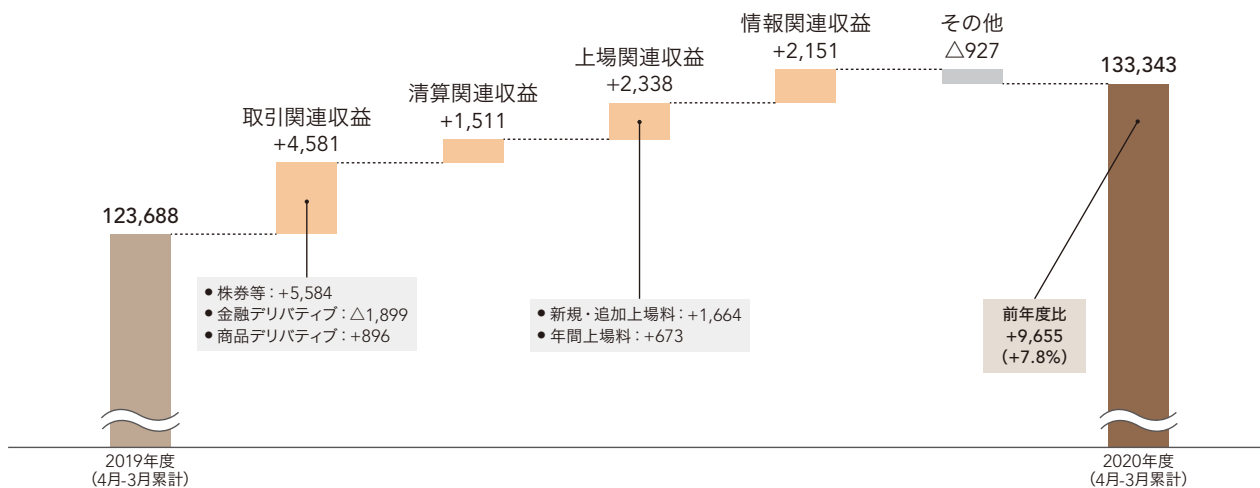 123,688
取引関連収益
+4,581
清算関連収益
+1,511
上場関連収益
+2,338
情報関連収益
+2,151
その他
△927
133,343
● 株券等：+5,584
● 金融デリバティブ：△1,899
● 商品デリバティブ：+896
● 新規・追加上場料：+1,664
● 年間上場料：+673
前年度比
+9,655
(+7.8%)
2019年度
（4月-3月累計）
2020年度
（4月-3月累計）